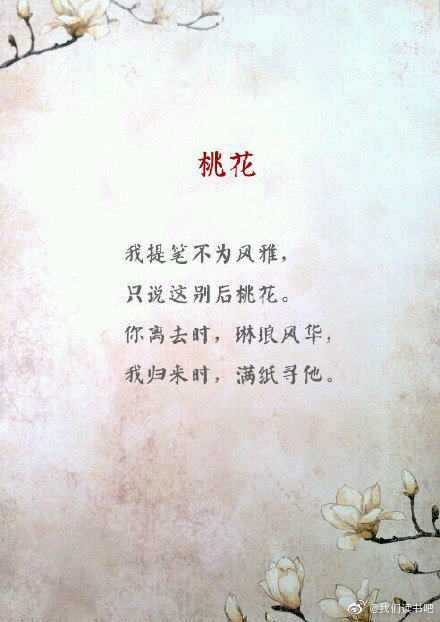 桃花
我提笔不为风雅，
只说这别后桃花。
你离去时，琳琅风华，
我归来时，满纸寻他。
@我们读书吧